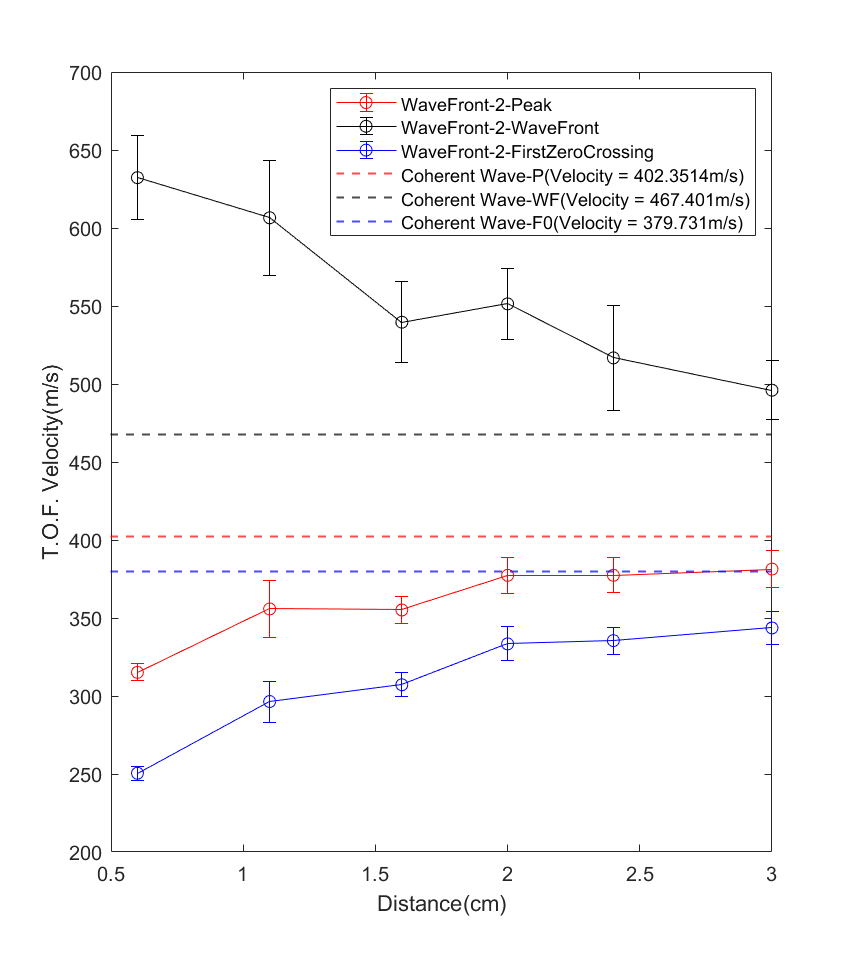 700
650
600
550
500
450
400
350
300
250
200
T.O.F. Velocity(m/s)
WaveFront-2-Peak
WaveFront-2-WaveFront
WaveFront-2-FirstZeroCrossing
Coherent Wave-P(Velocity = 402.3514m/s)
Coherent Wave-WF(Velocity = 467.401m/s)
Coherent Wave-F0(Velocity = 379.731m/s)
0.5 1 1.5 2 2.5 3
Distance(cm)